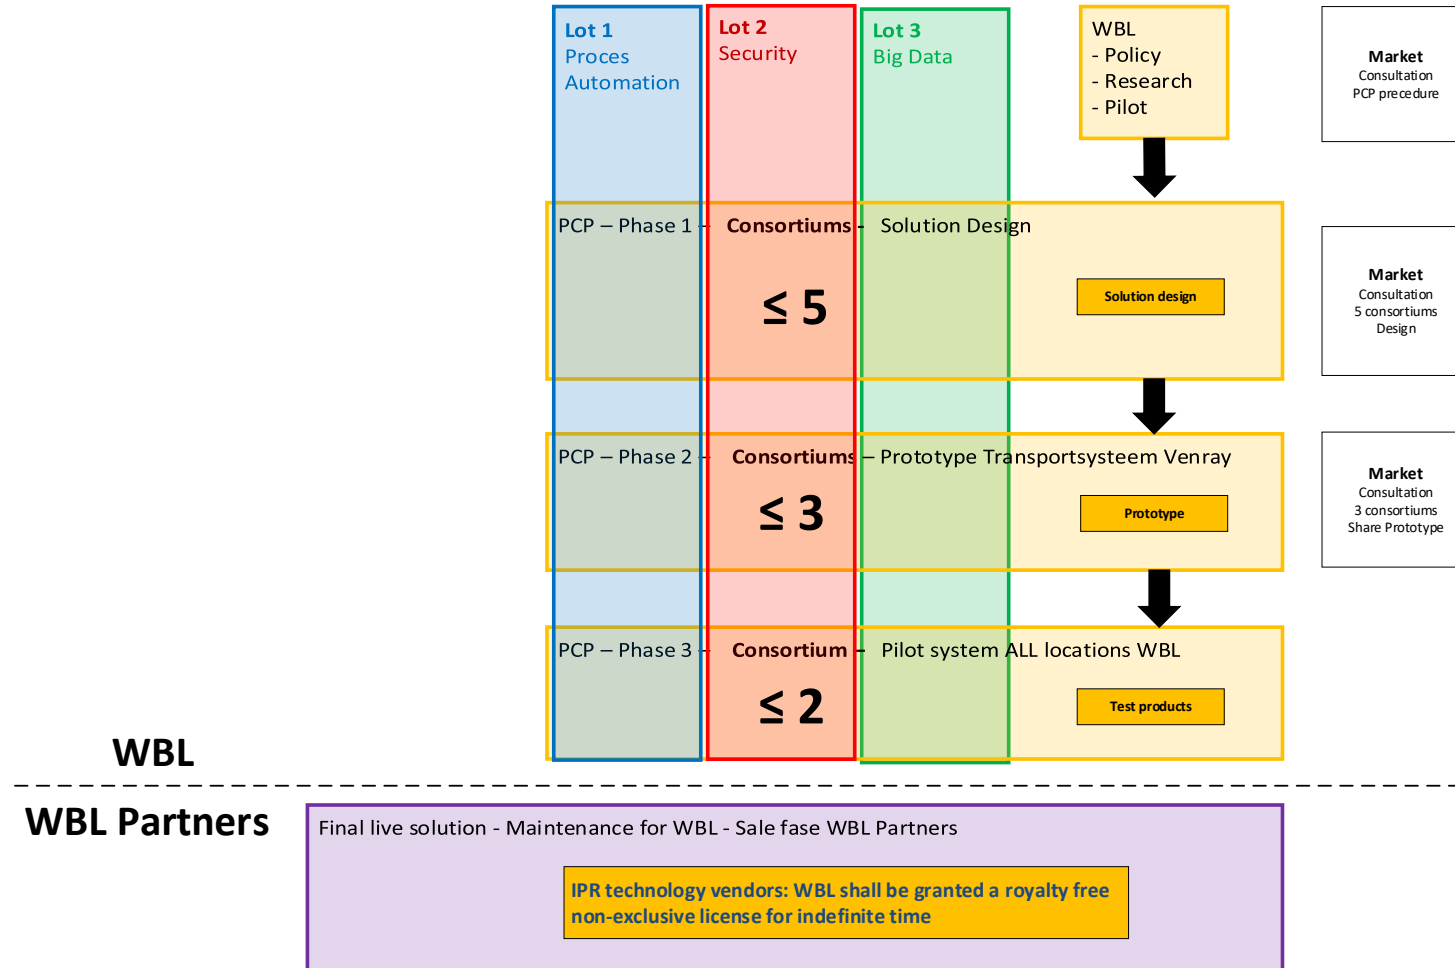 Lot 1
Proces
Automation
Lot 2
Security
Lot 3
Big Data
WBL
- Policy
- Research
- Pilot
Market
Consultation
PCP precedure
PCP – Phase 1 – Consortiums - Solution Design
≤ 5
Solution design
Market
Consultation
5 consortiums
Design
PCP – Phase 2 – Consortiums – Prototype Transportsysteem Venray
≤ 3
Prototype
Market
Consultation
3 consortiums
Share Prototype
PCP – Phase 3 – Consortium – Pilot system ALL locations WBL
≤ 2
Test products
WBL
WBL Partners
Final live solution - Maintenance for WBL - Sale fase WBL Partners
IPR technology vendors: WBL shall be granted a royalty free
non-exclusive license for indefinite time